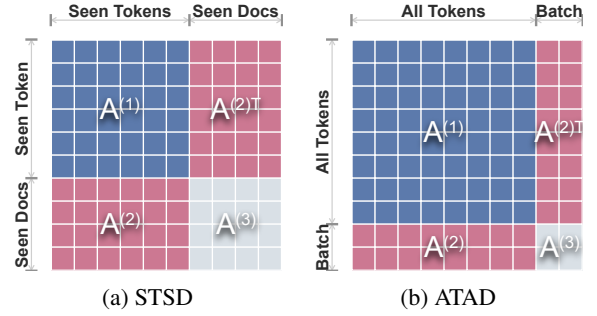 Seen Tokens Seen Docs
Seen Token
Seen Docs
A(1)
A(2)T
A(2)
A(3)
(a) STSD
All Tokens Batch
All Tokens
Batch
A(1)
A(2)T
A(2)
A(3)
(b) ATAD